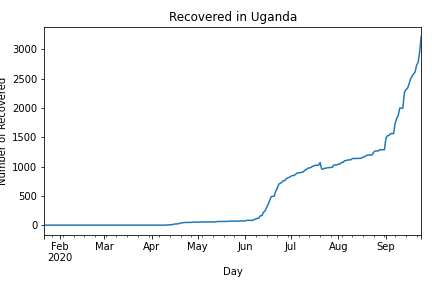 Recovered in Uganda
Number of Recovered
3000
2500
2000
1500
1000
500
0
Feb Mar Apr May Jun Jul Aug Sep
2020
Day